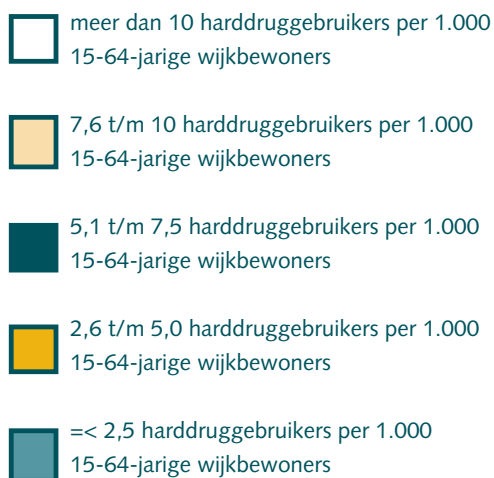 meer dan 10 harddruggebruikers per 1.000
15-64-jarige wijkbewoners
7,6 t/m 10 harddruggebruikers per 1.000
15-64-jarige wijkbewoners
5,1 t/m 7,5 harddruggebruikers per 1.000
15-64-jarige wijkbewoners
2,6 t/m 5,0 harddruggebruikers per 1.000
15-64-jarige wijkbewoners
=< 2,5 harddruggebruikers per 1.000
15-64-jarige wijkbewoners